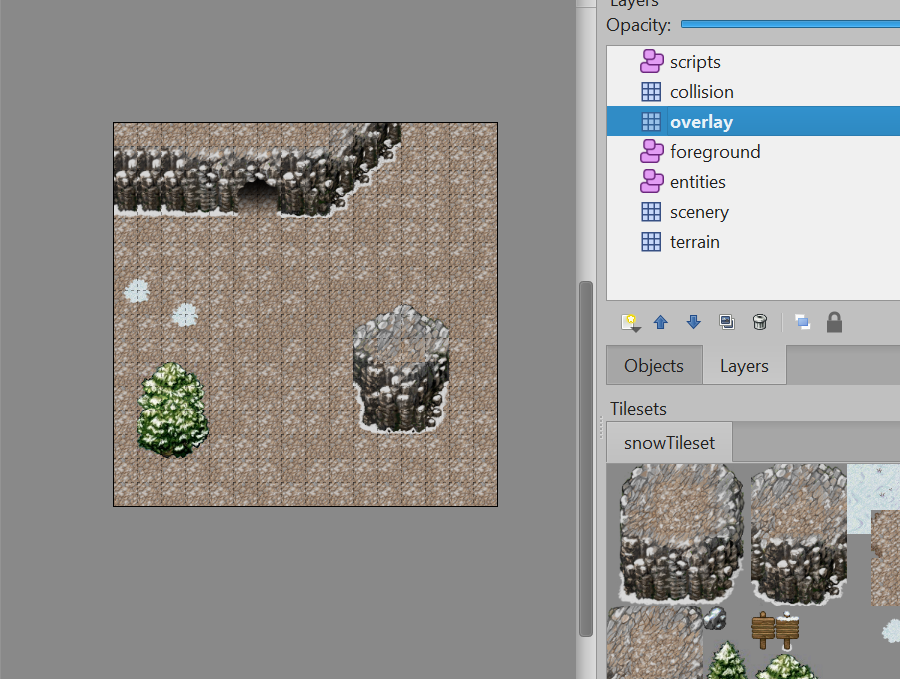 Layers
Opacity:
scripts
collision
overlay
foreground
entities
scenery
terrain
Objects
Layers
Tilesets
snowTileset